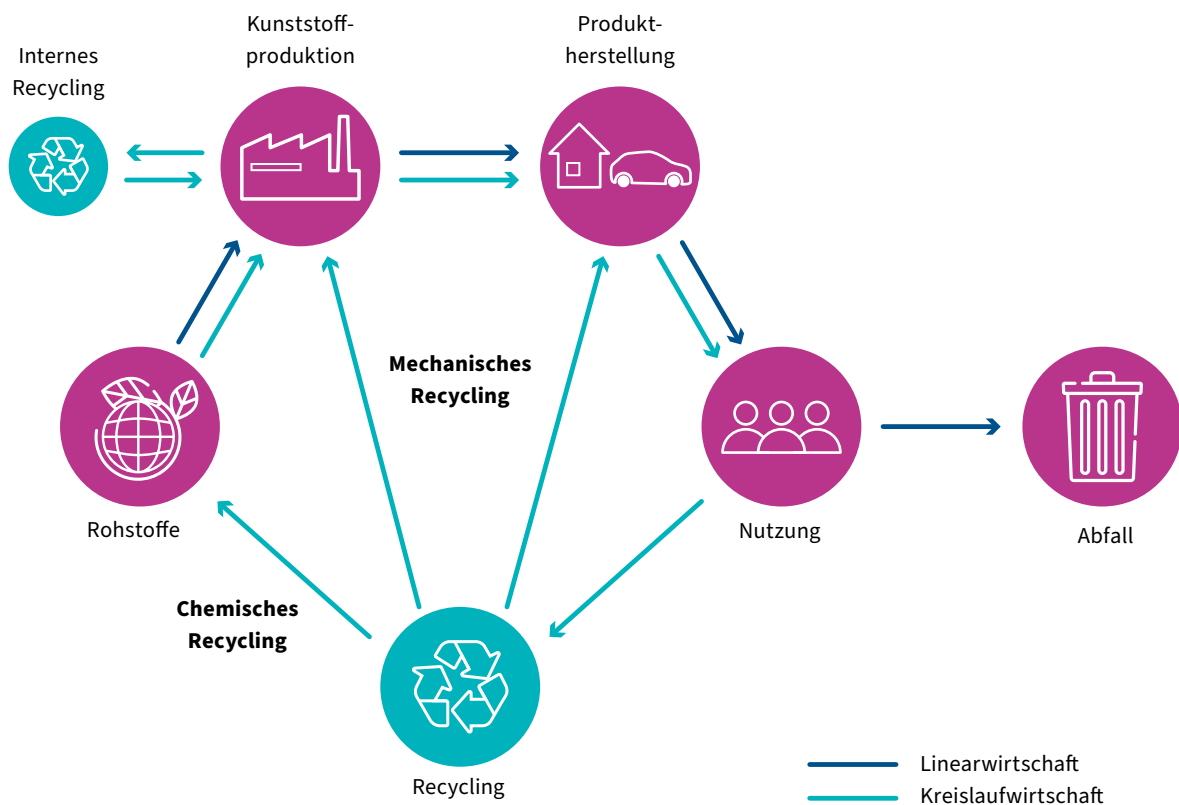 Kunststoff-
produktion
Produkt-
herstellung
Internes
Recycling
Mechanisches
Recycling
Rohstoffe
Nutzung
Abfall
Chemisches
Recycling
Recycling
Linearwirtschaft
Kreislaufwirtschaft